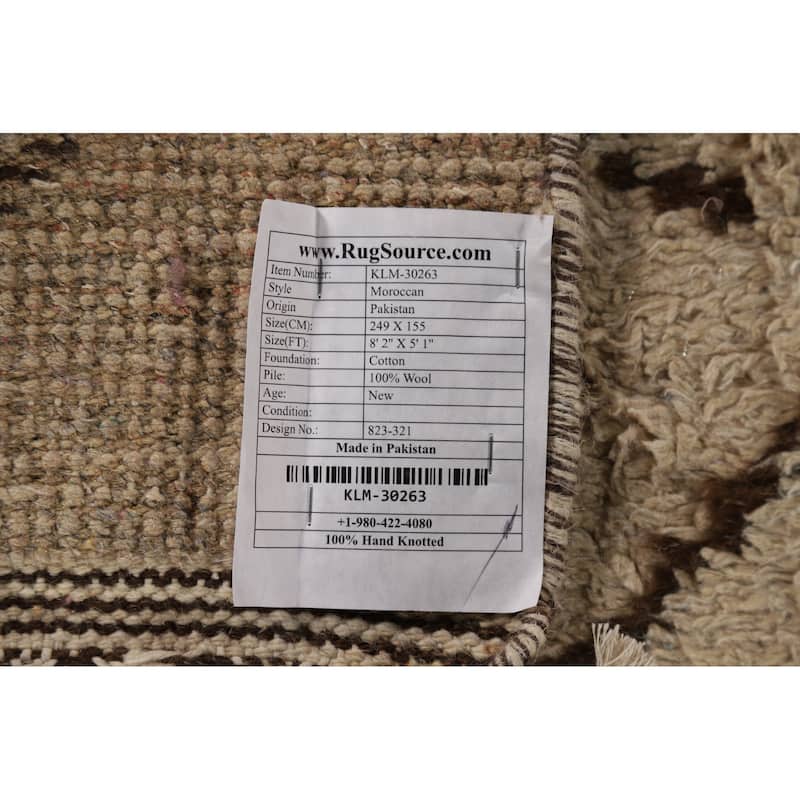 www.RugSource.com
Item Number: KLM-30263
Style Moroccan
Origin Pakistan
Size(CM): 249 X 155
Size(FT): 8' 2" X 5' 1"
Foundation: Cotton
Pile: 100% Wool
Age: New
Condition:
Design No.: 823-321
Made in Pakistan
KLM-30263
+1-980-422-4080
100% Hand Knotted